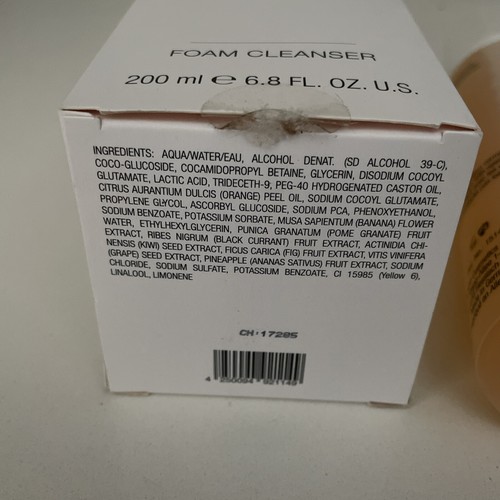 FOAM CLEANSER
200 ml ℮ 6.8 FL. OZ. U.S.
INGREDIENTS: AQUA/WATER/EAU, ALCOHOL DENAT. (SD ALCOHOL 39-C),
COCO-GLUCOSIDE, COCAMIDOPROPYL BETAINE, GLYCERIN, DISODIUM COCOYL
GLUTAMATE, LACTIC ACID, TRIDECETH-9, PEG-40 HYDROGENATED CASTOR OIL,
CITRUS AURANTIUM DULCIS (ORANGE) PEEL OIL, SODIUM COCOYL GLUTAMATE,
PROPYLENE GLYCOL, ASCORBYL GLUCOSIDE, SODIUM PCA, PHENOXYETHANOL,
SODIUM BENZOATE, POTASSIUM SORBATE, MUSA SAPIENTUM (BANANA) FLOWER
WATER, ETHYLHEXYLGLYCERIN, PUNICA GRANATUM (POME GRANATE) FRUIT
EXTRACT, RIBES NIGRUM (BLACK CURRANT) FRUIT EXTRACT, ACTINIDIA CHI-
NENSIS (KIWI) SEED EXTRACT, FICUS CARICA (FIG) FRUIT EXTRACT, VITIS VINIFERA
(GRAPE) SEED EXTRACT, PINEAPPLE (ANANAS SATIVUS) FRUIT EXTRACT, SODIUM
CHLORIDE, SODIUM SULFATE, POTASSIUM BENZOATE, CI 15985 (Yellow 6),
LINALOOL, LIMONENE
CH.17285